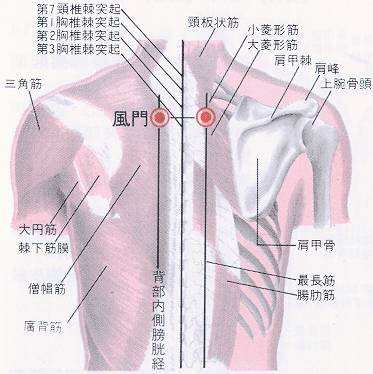 第7頸椎棘突起
第1胸椎棘突起
第2胸椎棘突起
第3胸椎棘突起
頸板状筋
小菱形筋
大菱形筋
肩甲棘
肩峰
上腕骨頭
三角筋
風門
大円筋
棘下筋膜
僧帽筋
廣背筋
背部内側膀胱経
肩甲骨
最長筋
腸肋筋